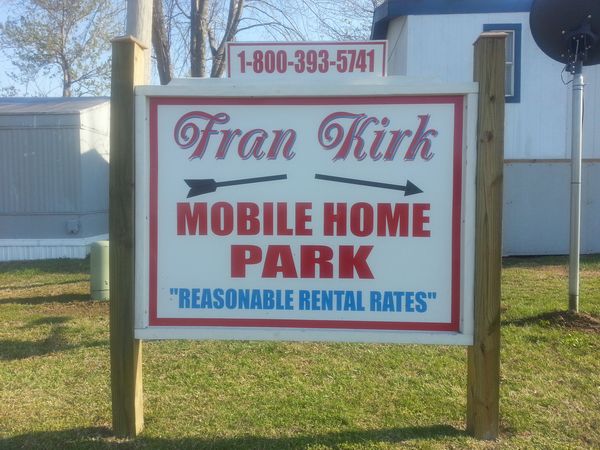 1-800-393-5741
Fran Kirk
MOBILE HOME
PARK
"REASONABLE RENTAL RATES"